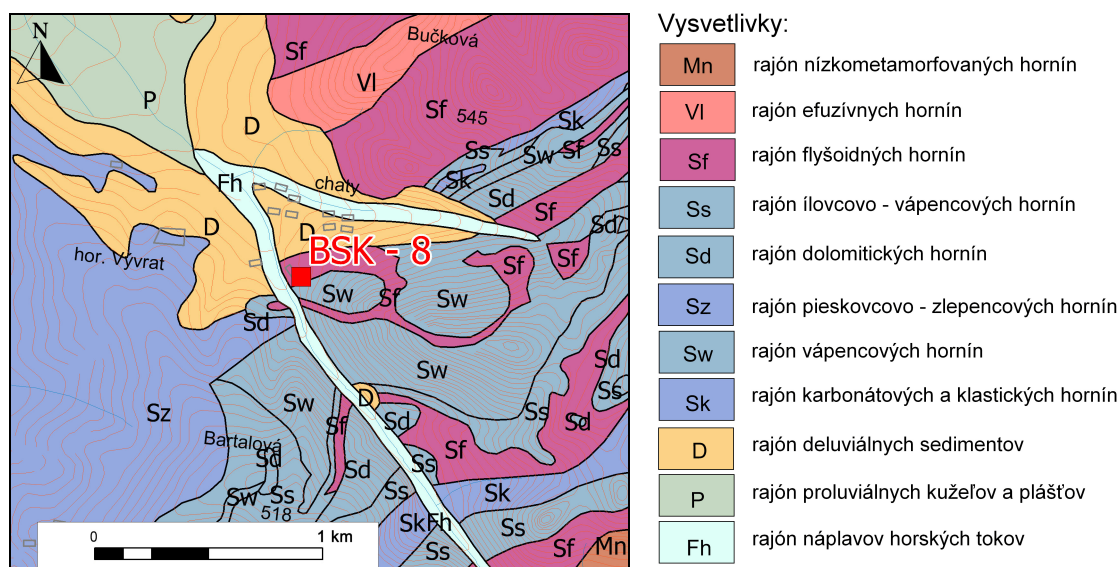 N
Bučková
Sf
Vl
P
Sf 545
D
Sk
Ss
Sw
Sf
Ss
Sk
Fh
chaty
Sd
Sf
Sd
D
D
BSK - 8
hor. Vývrat
Sf
Sf
Sw
Sf
Sw
Sd
Sw
Sd
Ss
D
Sw
Sz
Sf
Sd
Ss
Sd
Bartalová
Sd
Sd
Sf
Ss
Sw
Ss
Ss
Sk
518
Sk
Fh
Ss
Ss
Sf
Mn
0
1 km
Vysvetlivky:
Mn rajón nízkometamorfovaných hornín
Vl rajón efuzívnych hornín
Sf rajón flyšoidných hornín
Ss rajón ílovcovo - vápencových hornín
Sd rajón dolomitických hornín
Sz rajón pieskovcovo - zlepencových hornín
Sw rajón vápencových hornín
Sk rajón karbonátových a klastických hornín
D rajón deluviálnych sedimentov
P rajón proluviálnych kužeľov a plášťov
Fh rajón náplavov horských tokov